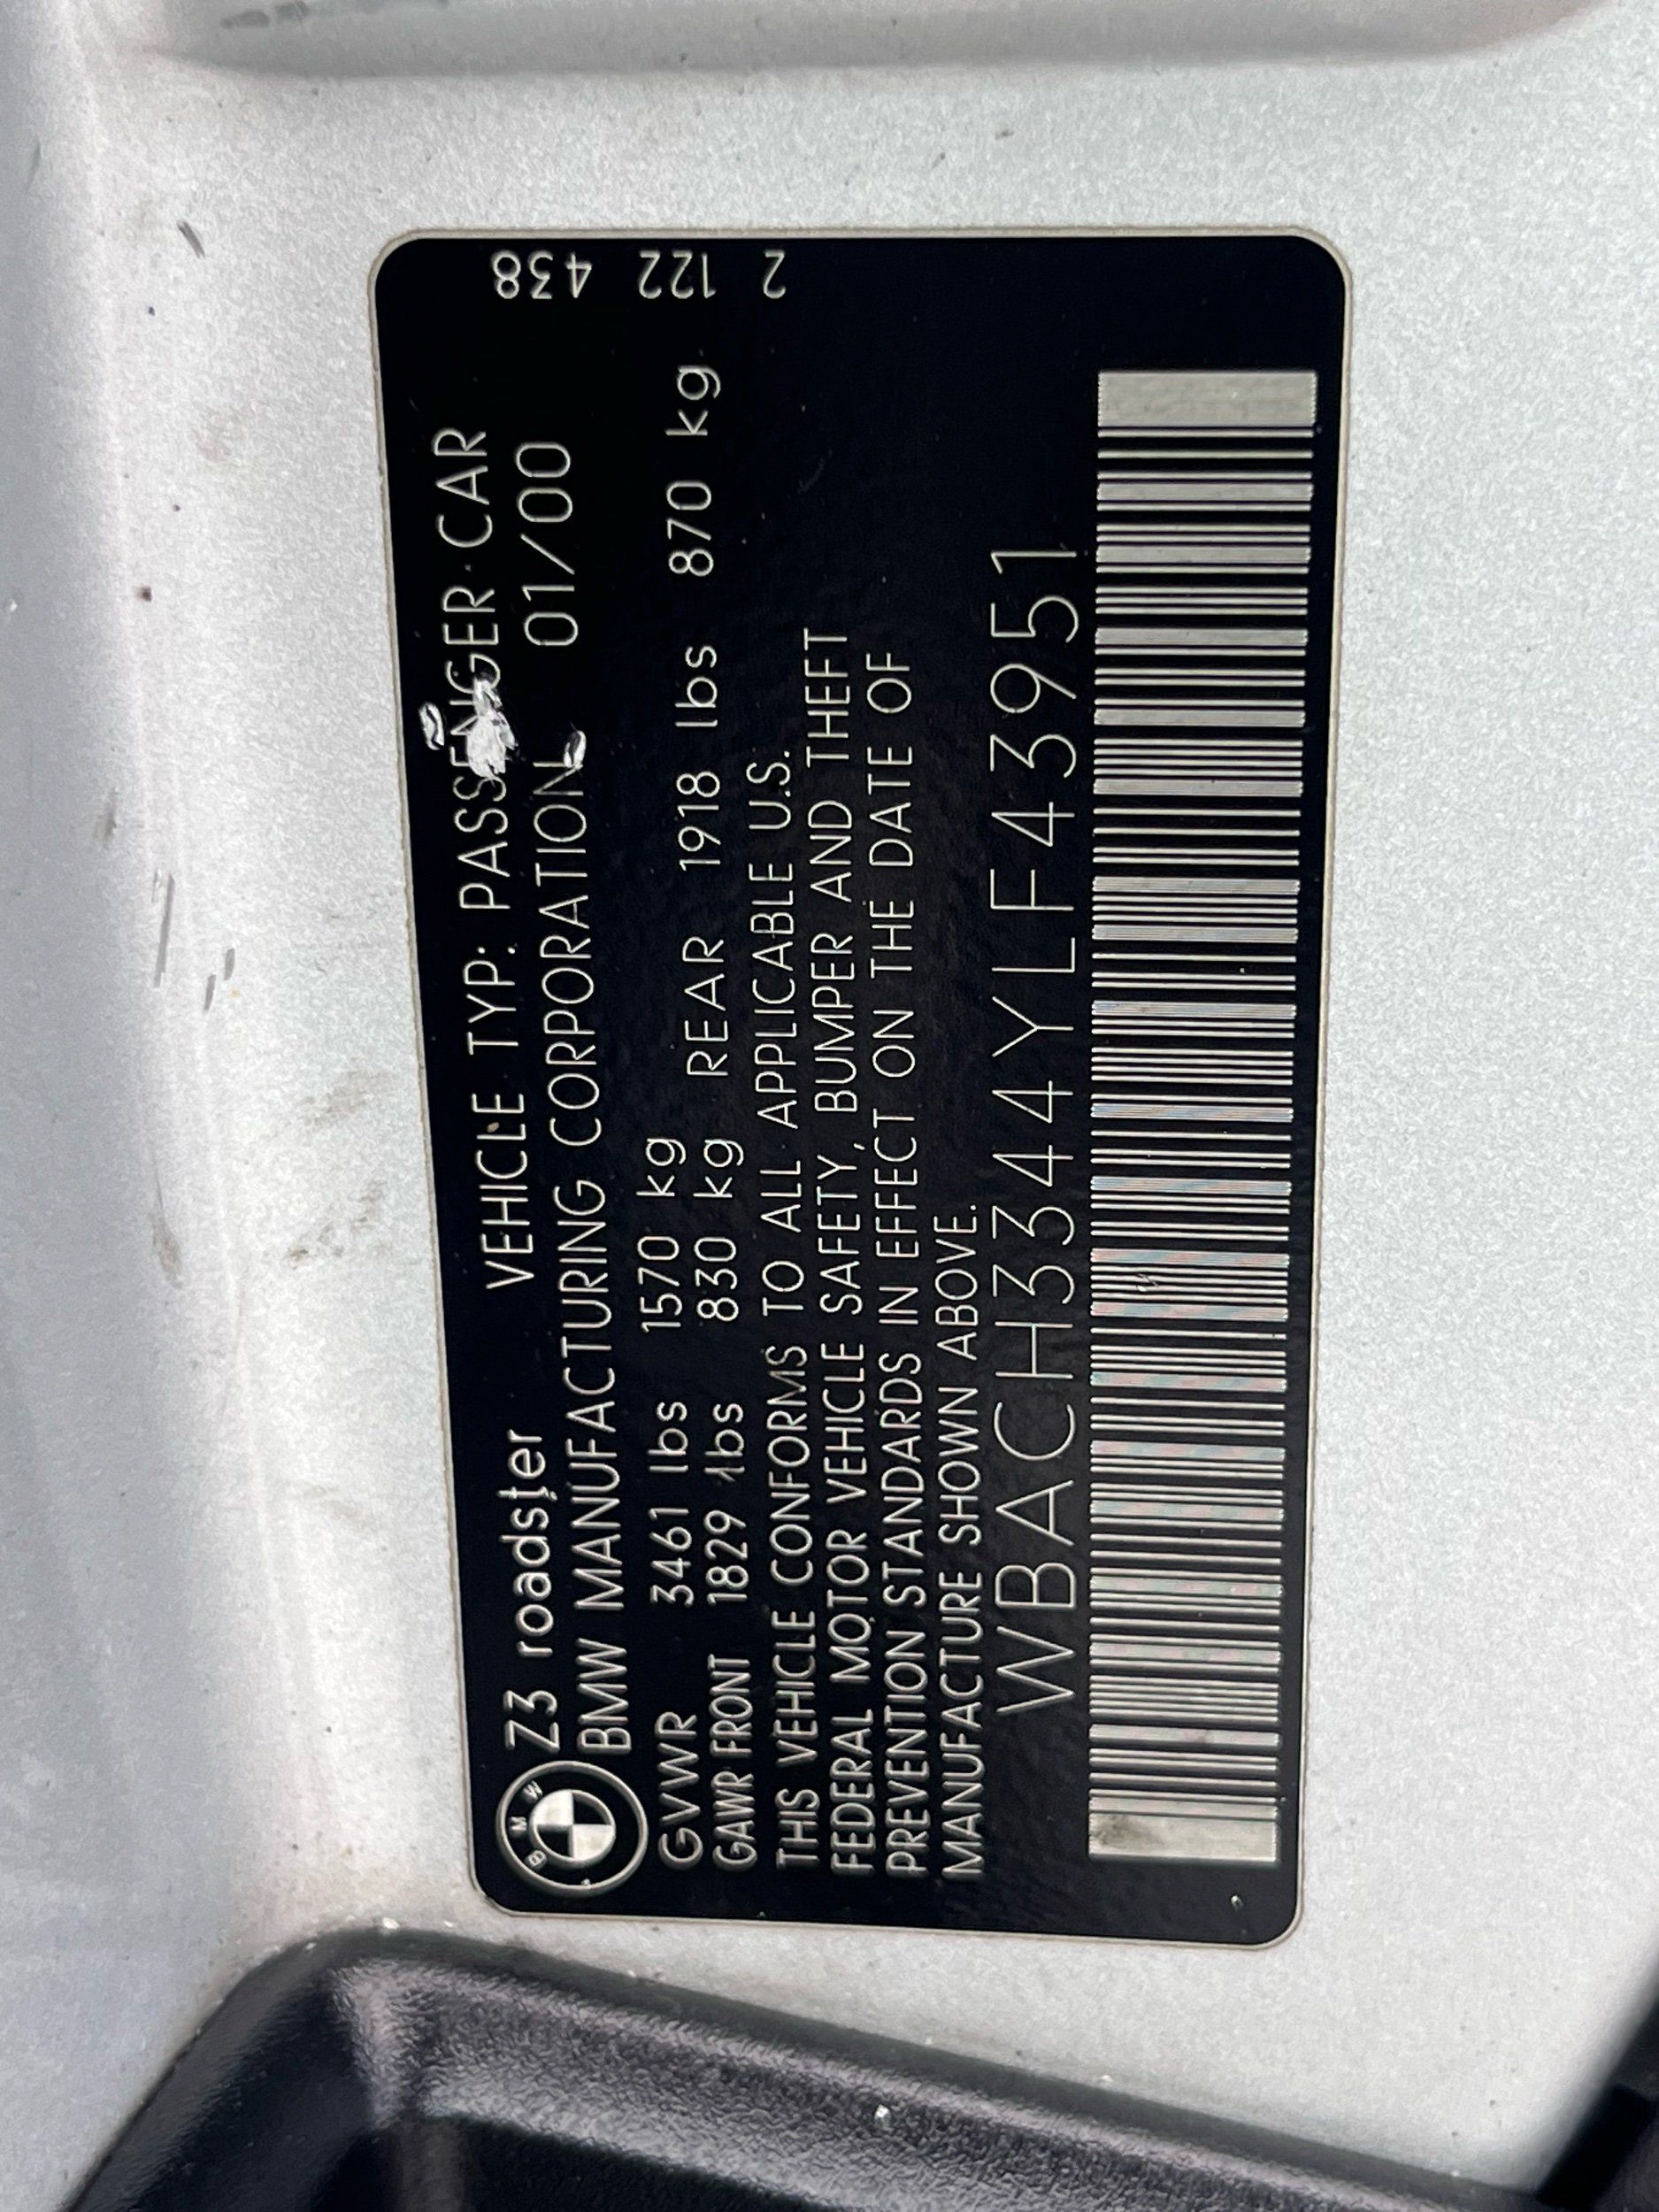 BMW
Z3 roadster VEHICLE TYP: PASSENGER CAR
BMW MANUFACTURING CORPORATION 01/00
GVWR 3461 lbs 1570 kg
GAWR FRONT 1829 lbs 830 kg REAR 1918 lbs 870 kg
THIS VEHICLE CONFORMS TO ALL APPLICABLE U.S.
FEDERAL MOTOR VEHICLE SAFETY, BUMPER AND THEFT
PREVENTION STANDARDS IN EFFECT ON THE DATE OF
MANUFACTURE SHOWN ABOVE.
WBACH3344YLF43951
2 122 438